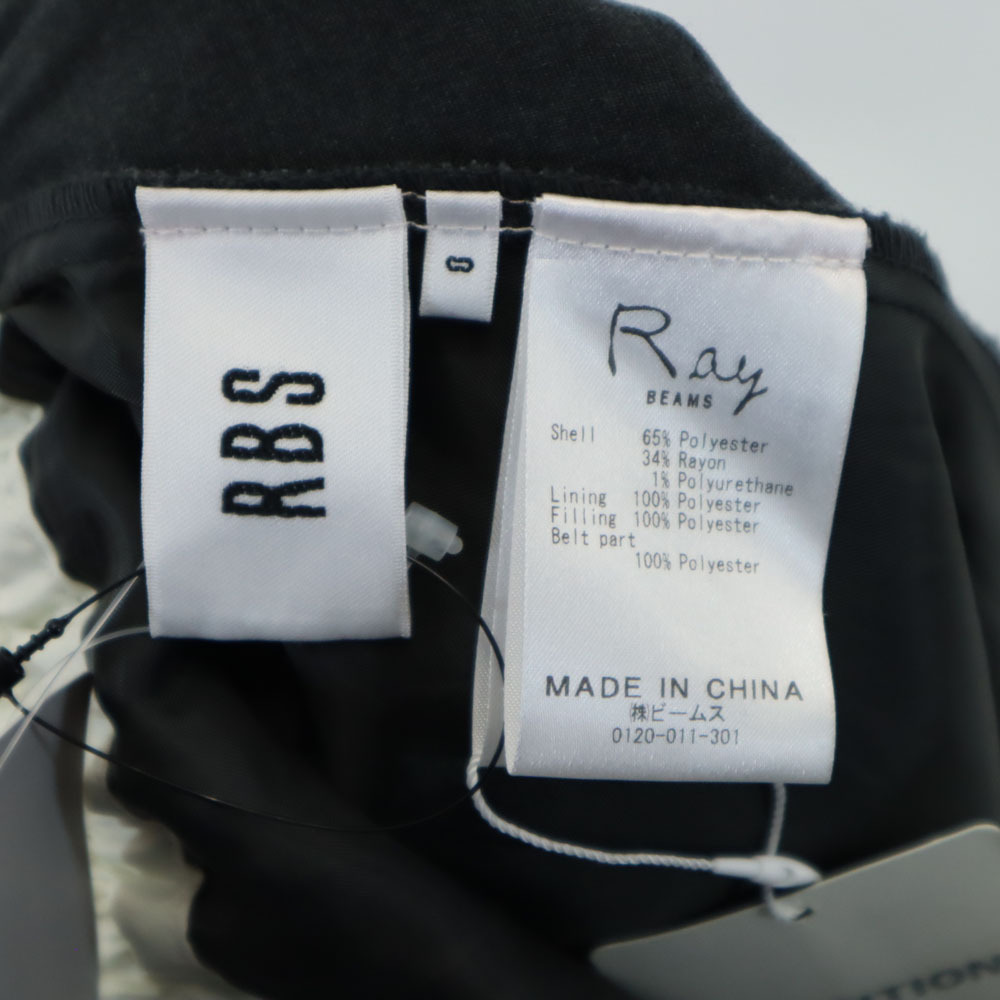 RBS
0
Ray
BEAMS
Shell 65% Polyester
34% Rayon
1% Polyurethane
Lining 100% Polyester
Filling 100% Polyester
Belt part
100% Polyester
MADE IN CHINA
㈱ビームス
0120-011-301